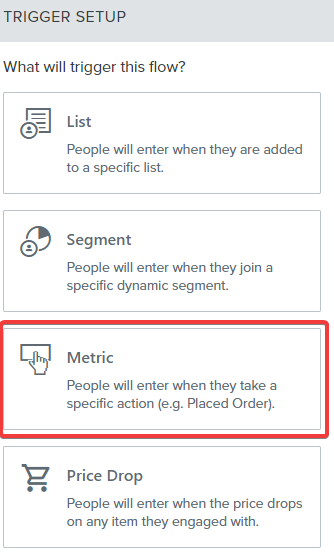 TRIGGER SETUP
What will trigger this flow?
List
People will enter when they are added
to a specific list.
Segment
People will enter when they join a
specific dynamic segment.
Metric
People will enter when they take a
specific action (e.g. Placed Order).
Price Drop
People will enter when the price drops
on any item they engaged with.